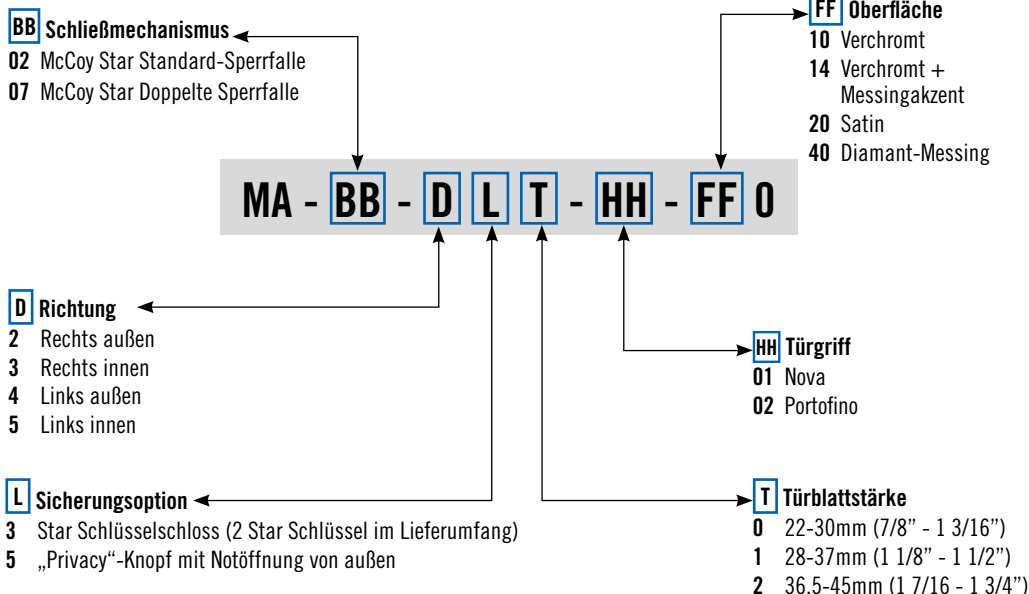 BB Schließmechanismus
02 McCoy Star Standard-Sperrfalle
07 McCoy Star Doppelte Sperrfalle
FF Oberfläche
10 Verchromt
14 Verchromt +
Messingakzent
20 Satin
40 Diamant-Messing
MA - BB - D L T - HH - FF 0
D Richtung
2 Rechts außen
3 Rechts innen
4 Links außen
5 Links innen
HH Türgriff
01 Nova
02 Portofino
L Sicherungsoption
3 Star Schlüsselschloss (2 Star Schlüssel im Lieferumfang)
5 „Privacy“-Knopf mit Notöffnung von außen
T Türblattstärke
0 22-30mm (7/8” - 1 3/16”)
1 28-37mm (1 1/8” - 1 1/2”)
2 36.5-45mm (1 7/16 - 1 3/4”)